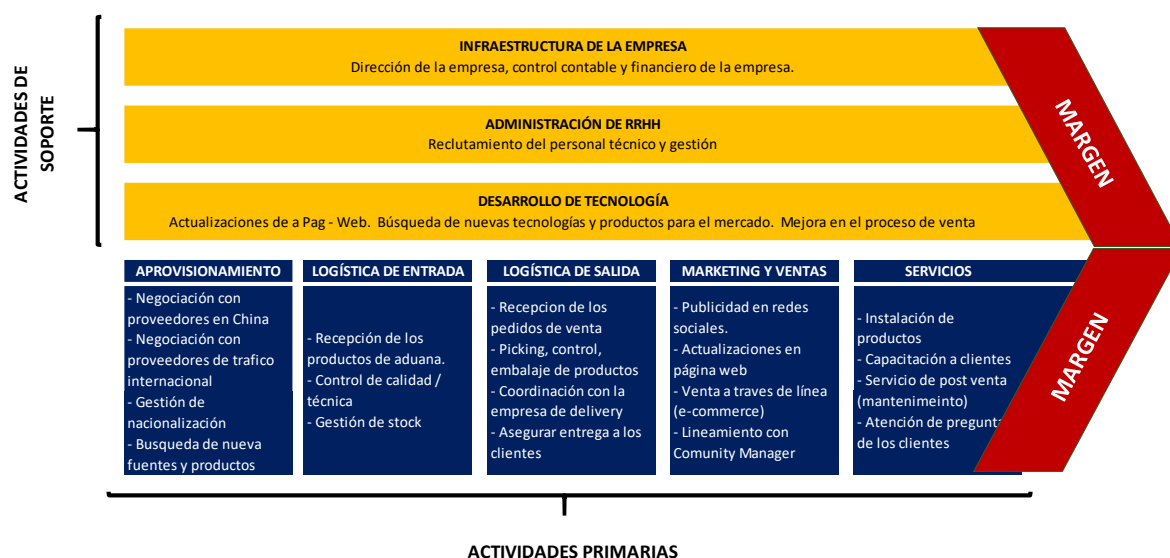 ACTIVIDADES DE
SOPORTE
INFRAESTRUCTURA DE LA EMPRESA
Dirección de la empresa, control contable y financiero de la empresa.
ADMINISTRACIÓN DE RRHH
Reclutamiento del personal técnico y gestión
DESARROLLO DE TECNOLOGÍA
Actualizaciones de a Pag - Web. Búsqueda de nuevas tecnologías y productos para el mercado. Mejora en el proceso de venta
MARGEN
APROVISIONAMIENTO
- Negociación con
proveedores en China
- Negociación con
proveedores de trafico
internacional
- Gestión de
nacionalización
- Busqueda de nueva
fuentes y productos
LOGÍSTICA DE ENTRADA
- Recepción de los
productos de aduana.
- Control de calidad /
técnica
- Gestión de stock
LOGÍSTICA DE SALIDA
- Recepcion de los
pedidos de venta
- Picking, control,
embalaje de productos
- Coordinación con la
empresa de delivery
- Asegurar entrega a los
clientes
MARKETING Y VENTAS
- Publicidad en redes
sociales.
- Actualizaciones en
página web
- Venta a traves de línea
(e-commerce)
- Lineamiento con
Comunity Manager
SERVICIOS
- Instalación de
productos
- Capacitación a clientes
- Servicio de post venta
(mantenimeinto)
- Atención de pregunt
de los clientes
MARGEN
ACTIVIDADES PRIMARIAS